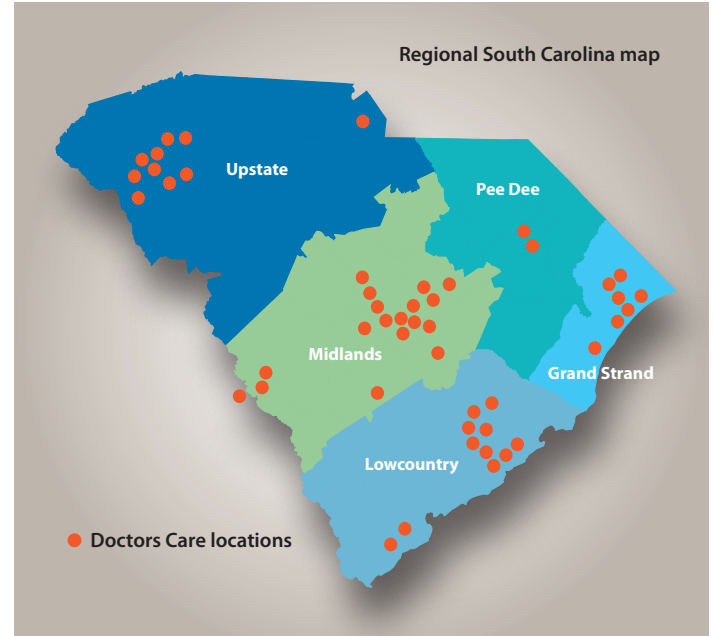 Regional South Carolina map
Upstate
Pee Dee
Midlands
Grand Strand
Lowcountry
Doctors Care locations